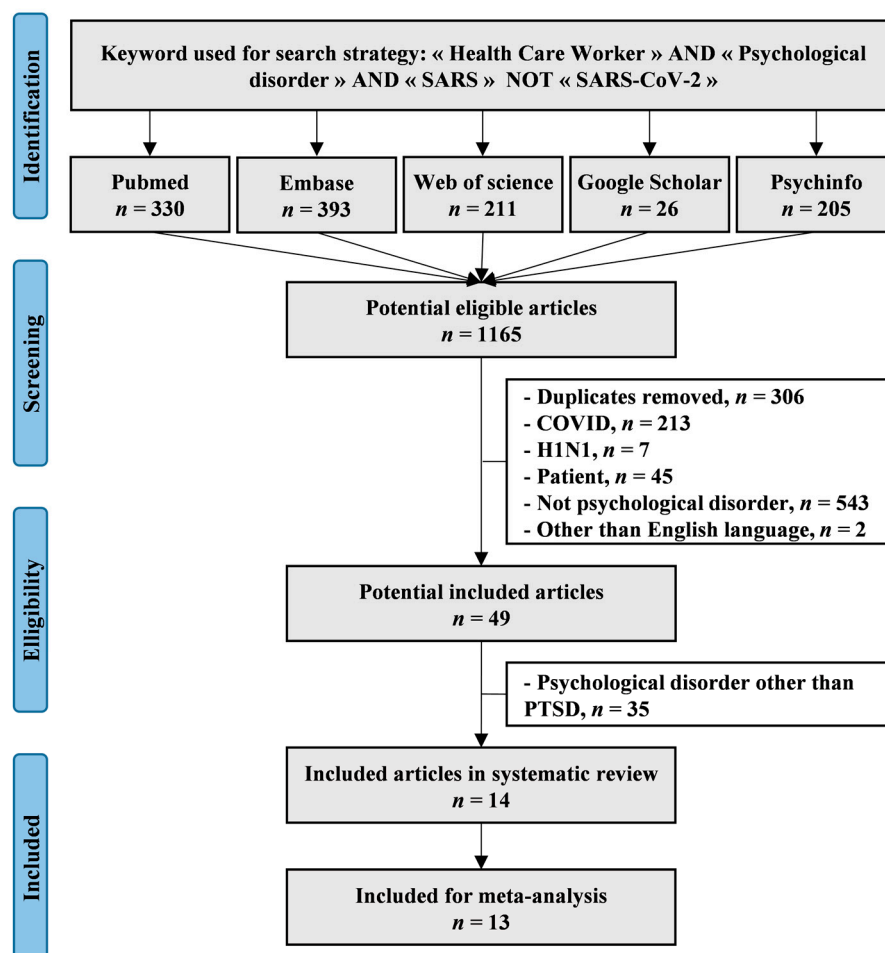 Identification
Keyword used for search strategy: « Health Care Worker » AND « Psychological
disorder » AND « SARS » NOT « SARS-CoV-2 »
Pubmed
n = 330
Embase
n = 393
Web of science
n = 211
Google Scholar
n = 26
Psychinfo
n = 205
Screening
Potential eligible articles
n = 1165
- Duplicates removed, n = 306
- COVID, n = 213
- H1N1, n = 7
- Patient, n = 45
- Not psychological disorder, n = 543
- Other than English language, n = 2
Elligibility
Potential included articles
n = 49
- Psychological disorder other than
PTSD, n = 35
Included
Included articles in systematic review
n = 14
Included for meta-analysis
n = 13